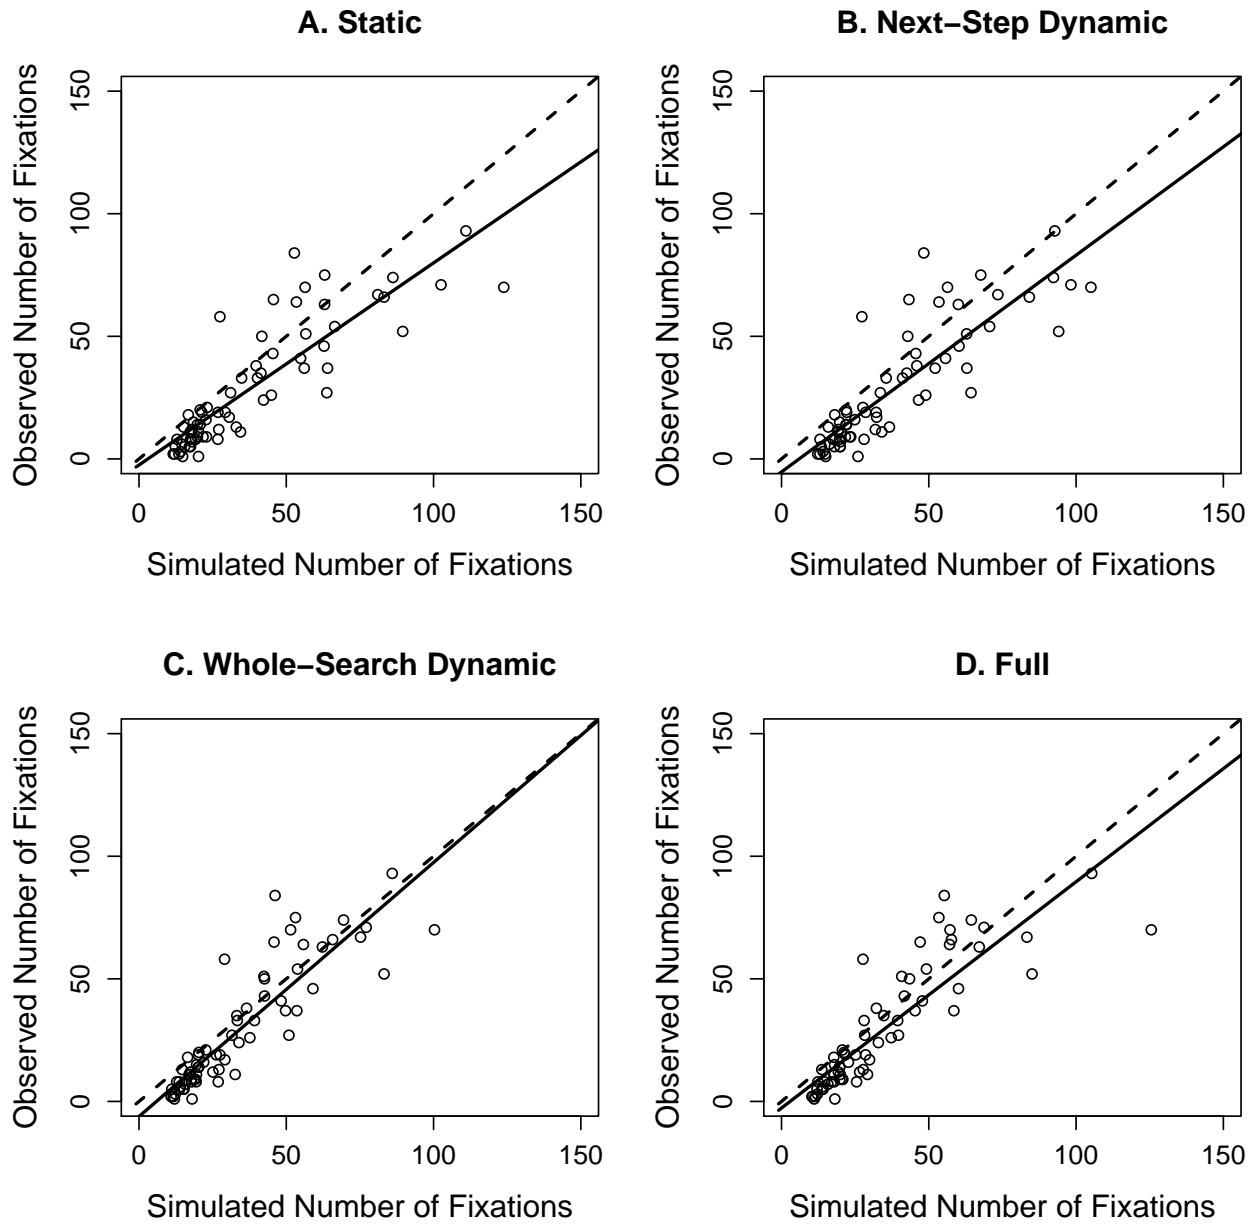 A. Static
B. Next−Step Dynamic
Observed Number of Fixations
0
50
100
150
0
50
100
150
Simulated Number of Fixations
Observed Number of Fixations
0
50
100
150
0
50
100
150
Simulated Number of Fixations
C. Whole−Search Dynamic
D. Full
Observed Number of Fixations
0
50
100
150
0
50
100
150
Simulated Number of Fixations
Observed Number of Fixations
0
50
100
150
0
50
100
150
Simulated Number of Fixations